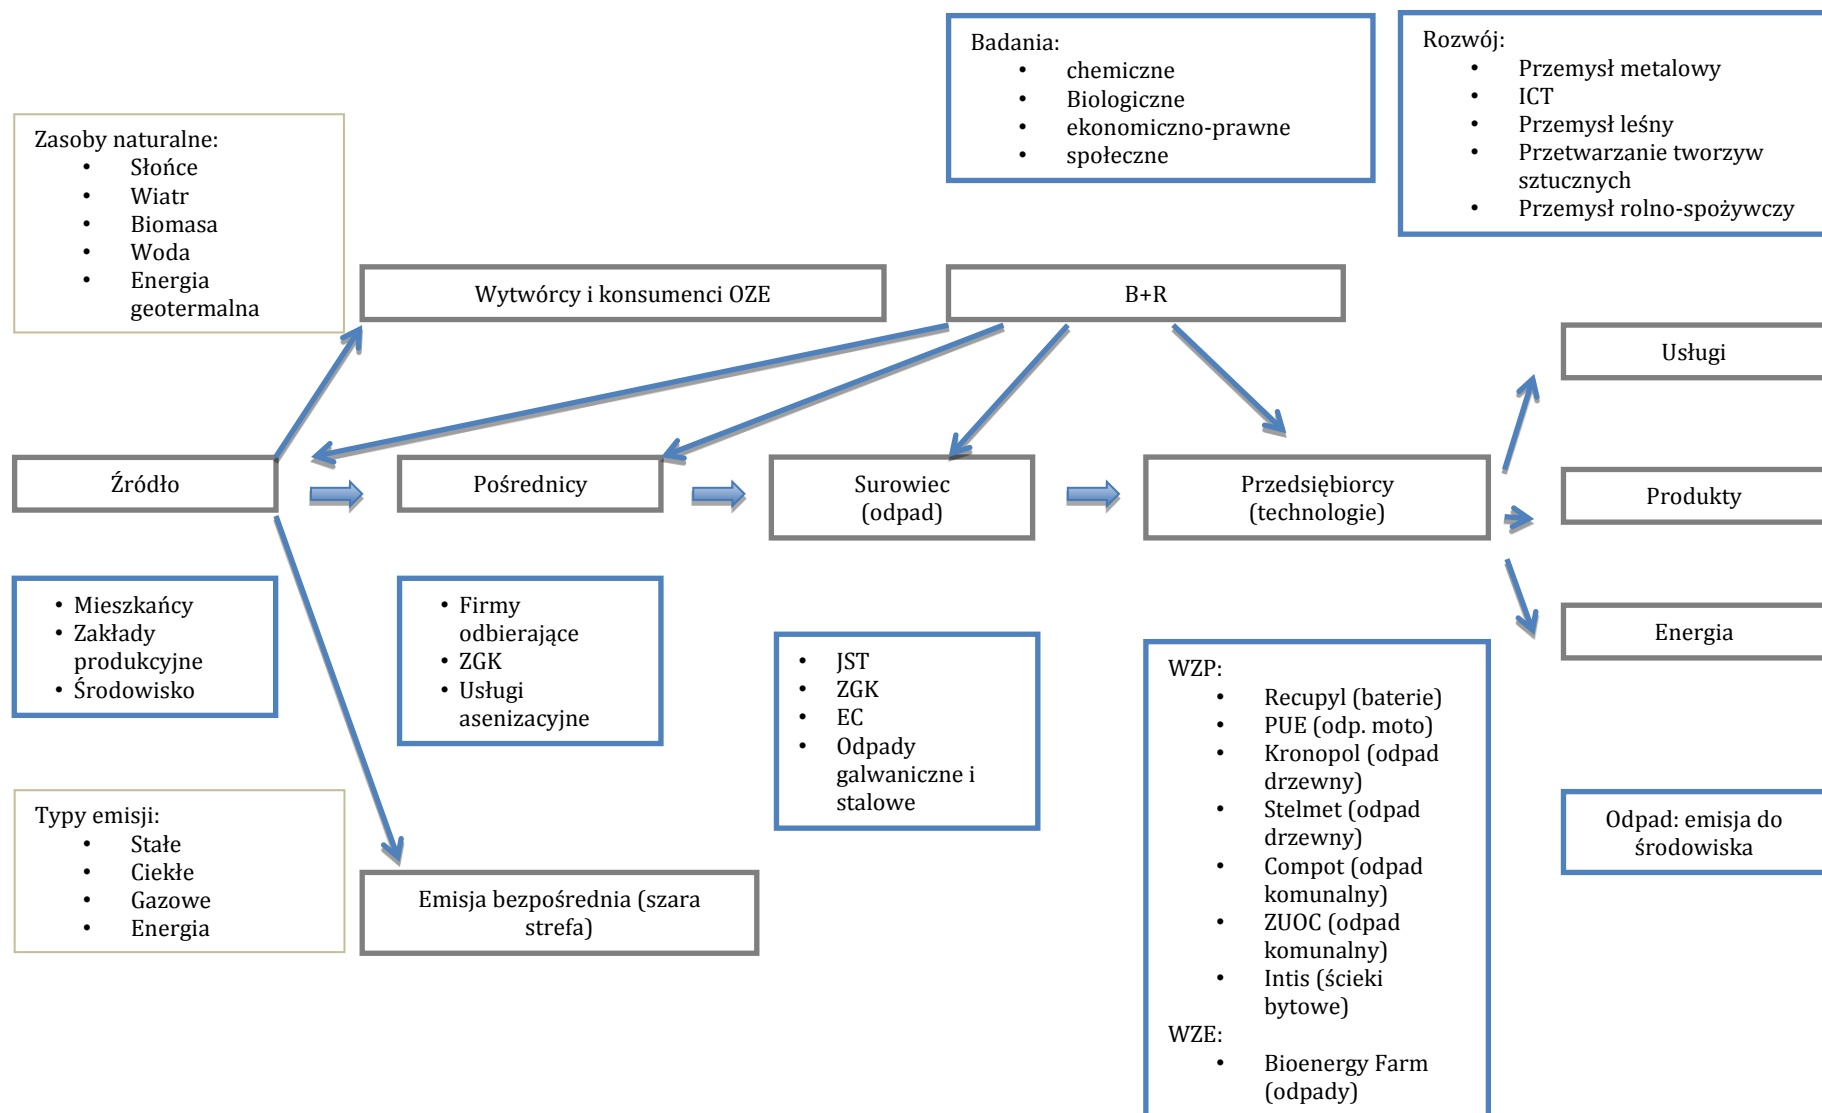 Badania:
• chemiczne
• Biologiczne
• ekonomiczno-prawne
• społeczne
Rozwój:
• Przemysł metalowy
• ICT
• Przemysł leśny
• Przetwarzanie tworzyw
sztucznych
• Przemysł rolno-spożywczy
Zasoby naturalne:
• Słońce
• Wiatr
• Biomasa
• Woda
• Energia
geotermalna
Wytwórcy i konsumenci OZE
B+R
Usługi
Źródło
Pośrednicy
Surowiec
(odpad)
Przedsiębiorcy
(technologie)
Produkty
Energia
• Mieszkańcy
• Zakłady
produkcyjne
• Środowisko
• Firmy
odbierające
• ZGK
• Usługi
asenizacyjne
• JST
• ZGK
• EC
• Odpady
galwaniczne i
stalowe
WZP:
• Recupyl (baterie)
• PUE (odp. moto)
• Kronopol (odpad
drzewny)
• Stelmet (odpad
drzewny)
• Compot (odpad
komunalny)
• ZUOC (odpad
komunalny)
• Intis (ścieki
bytowe)
WZE:
• Bioenergy Farm
(odpady)
Odpad: emisja do
środowiska
Typy emisji:
• Stałe
• Ciekłe
• Gazowe
• Energia
Emisja bezpośrednia (szara
strefa)